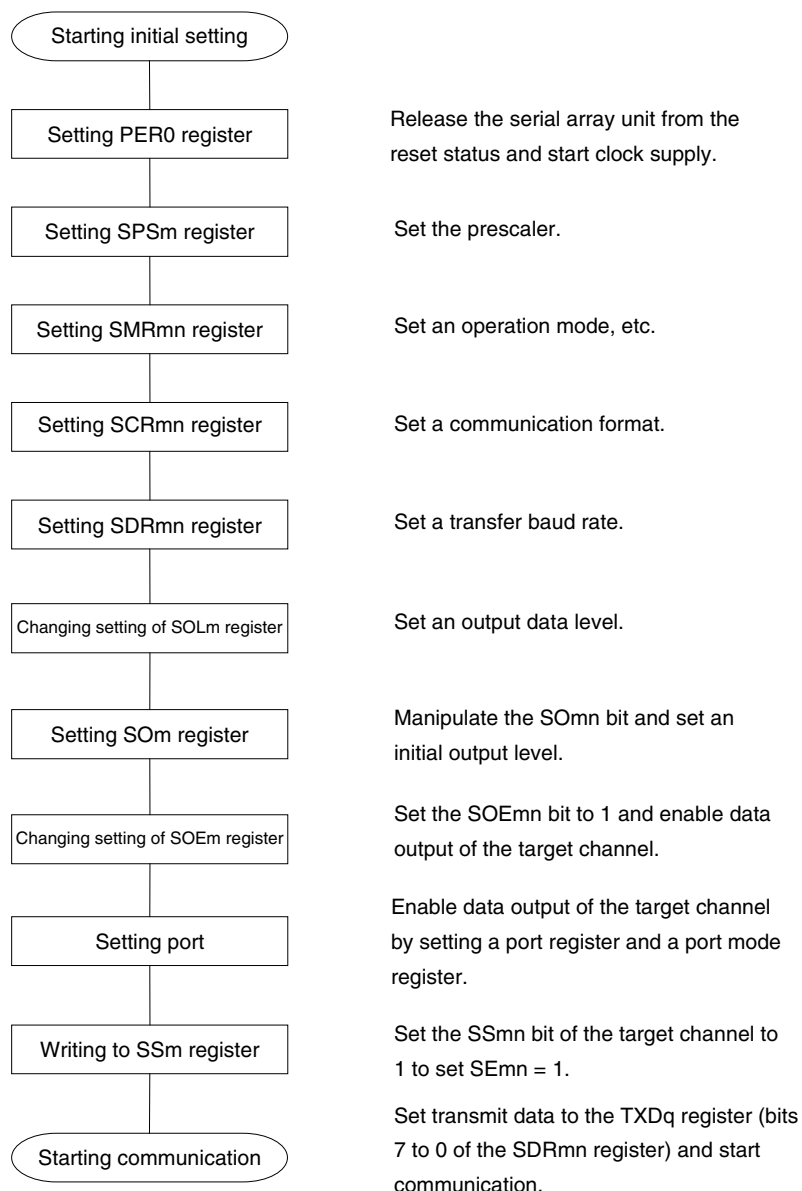 Starting initial setting
Setting PER0 register
Release the serial array unit from the
reset status and start clock supply.
Setting SPSm register
Set the prescaler.
Setting SMRmn register
Set an operation mode, etc.
Setting SCRmn register
Set a communication format.
Setting SDRmn register
Set a transfer baud rate.
Changing setting of SOLm register
Set an output data level.
Setting SOm register
Manipulate the SOmn bit and set an
initial output level.
Changing setting of SOEm register
Set the SOEmn bit to 1 and enable data
output of the target channel.
Setting port
Enable data output of the target channel
by setting a port register and a port mode
register.
Writing to SSm register
Set the SSmn bit of the target channel to
1 to set SEmn = 1.
Starting communication
Set transmit data to the TXDq register (bits
7 to 0 of the SDRmn register) and start
communication.